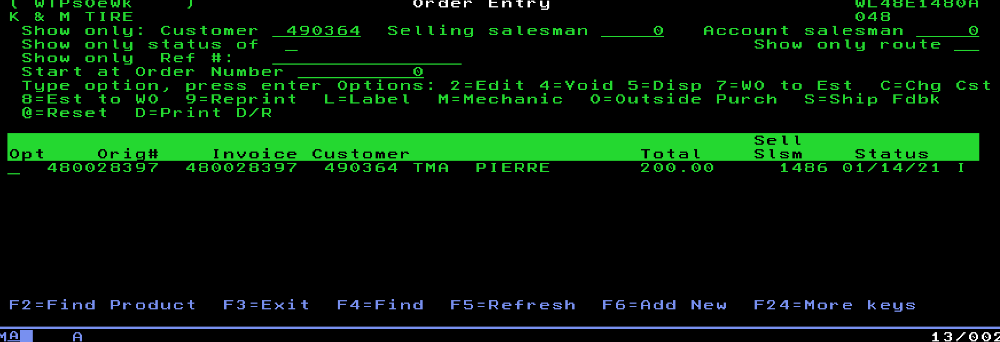 ( WTPsOeWk ) Order Entry WL48E1480A
K & M TIRE 048
Show only: Customer 490364 Selling salesman 0 Account salesman 0
Show only status of _ Show only route __
Show only Ref #:
Start at Order Number 0
Type option, press enter Options: 2=Edit 4=Void 5=Disp 7=WO to Est C=Chg Cst
8=Est to WO 9=Reprint L=Label M=Mechanic O=Outside Purch S=Ship Fdbk
@=Reset D=Print D/R
Sell
Opt Orig# Invoice Customer Total Slsm Status
_ 480028397 480028397 490364 TMA PIERRE 200.00 1486 01/14/21 I
F2=Find Product F3=Exit F4=Find F5=Refresh F6=Add New F24=More keys
MA A 13/002